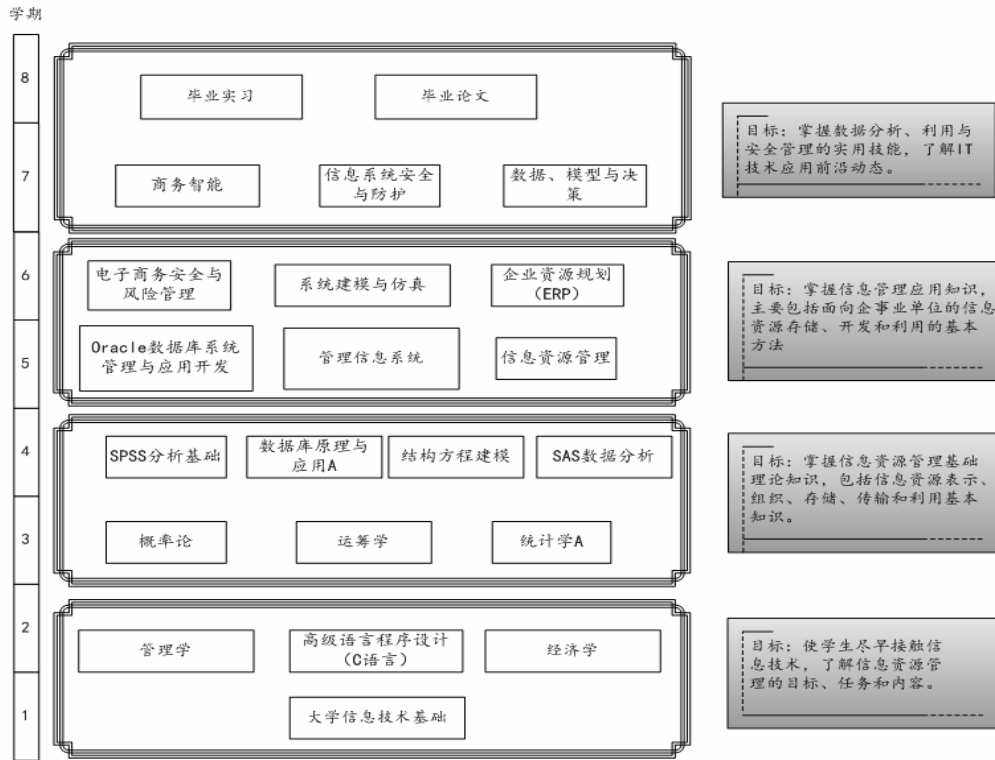 学期
8
毕业实习
毕业论文
7
商务智能
信息系统安全
与防护
数据、模型与决
策
目标：掌握数据分析、利用与
安全管理的实用技能，了解IT
技术应用前沿动态。
6
电子商务安全与
风险管理
系统建模与仿真
企业资源规划
（ERP）
5
Oracle数据库系统
管理与应用开发
管理信息系统
信息资源管理
目标：掌握信息管理应用知识，
主要包括面向企事业单位的信息
资源存储、开发和利用的基本
方法
4
SPSS分析基础
数据库原理与
应用A
结构方程建模
SAS数据分析
3
概率论
运筹学
统计学A
目标：掌握信息资源管理基础
理论知识，包括信息资源表示、
组织、存储、传输和利用基本
知识。
2
管理学
高级语言程序设计
（C语言）
经济学
1
大学信息技术基础
目标：使学生尽早接触信
息技术，了解信息资源管
理的目标、任务和内容。